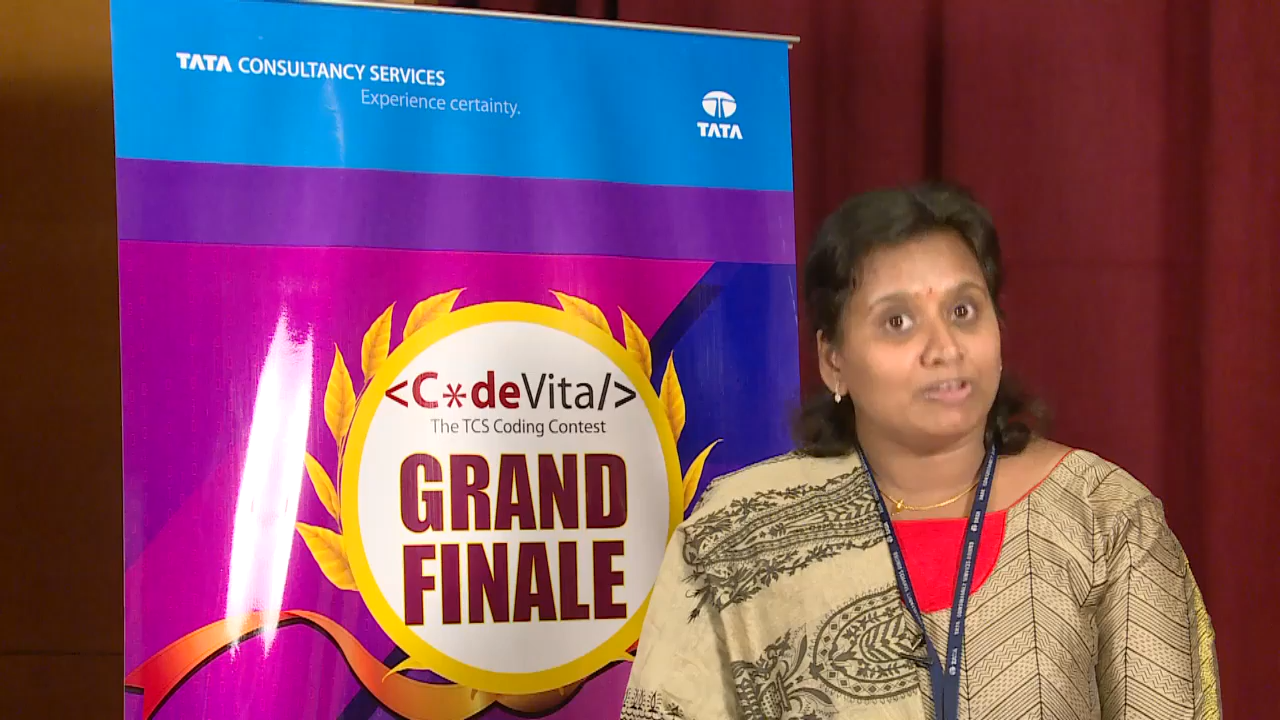 TATA CONSULTANCY SERVICES
Experience certainty.
TATA
<C*deVita/>
The TCS Coding Contest
GRAND
FINALE